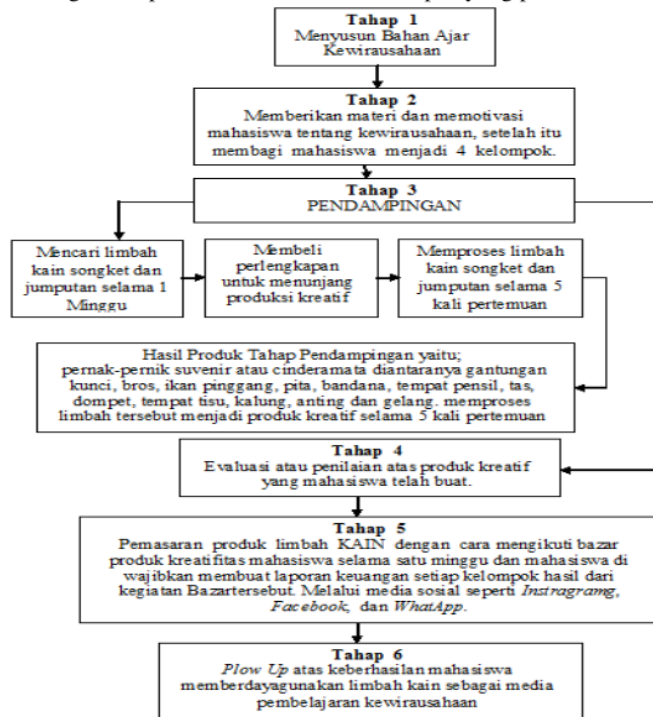 Tahap 1
Menyusun Bahan Ajar
Kewirausahaan
Tahap 2
Memberikan materi dan memotivasi
mahasiswa tentang kewirausahaan, setelah itu
membagi mahasiswa menjadi 4 kelompok.
Tahap 3
PENDAMPINGAN
Mencari limbah
kain songket dan
jumputan selama 1
Minggu
Membeli
perlengkapan
untuk menunjang
produksi kreatif
Memproses limbah
kain songket dan
jumputan selama 5
kali pertemuan
Hasil Produk Tahap Pendampingan yaitu;
pernak-pernik suvenir atau cinderamata diantaranya gantungan
kunci, bros, ikan pinggang, pita, bandana, tempat pensil, tas,
dompet, tempat tisu, kalung, anting dan gelang. memproses
limbah tersebut menjadi produk kreatif selama 5 kali pertemuan
Tahap 4
Evaluasi atau penilaian atas produk kreatif
yang mahasiswa telah buat.
Tahap 5
Pemasaran produk limbah KAIN dengan cara mengikuti bazar
produk kreatifitas mahasiswa selama satu minggu dan mahasiswa di
wajibkan membuat laporan keuangan setiap kelompok hasil dari
kegiatan Bazartersebut. Melalui media sosial seperti Instragramg,
Facebook, dan WhatApp.
Tahap 6
Plow Up atas keberhasilan mahasiswa
memberdayagunakan limbah kain sebagai media
pembelajaran kewirausahaan